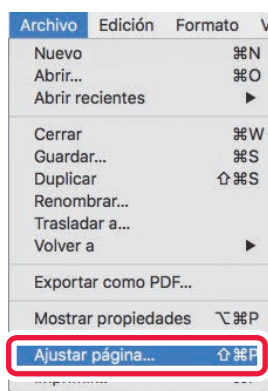 Archivo Edición Formato V
Nuevo ⌘N
Abrir... ⌘O
Abrir recientes ▶
Cerrar ⌘W
Guardar... ⌘S
Duplicar ⇧⌘S
Renombrar...
Trasladar a...
Volver a ▶
Exportar como PDF...
Mostrar propiedades ⌥⌘P
Ajustar página... ⇧⌘P